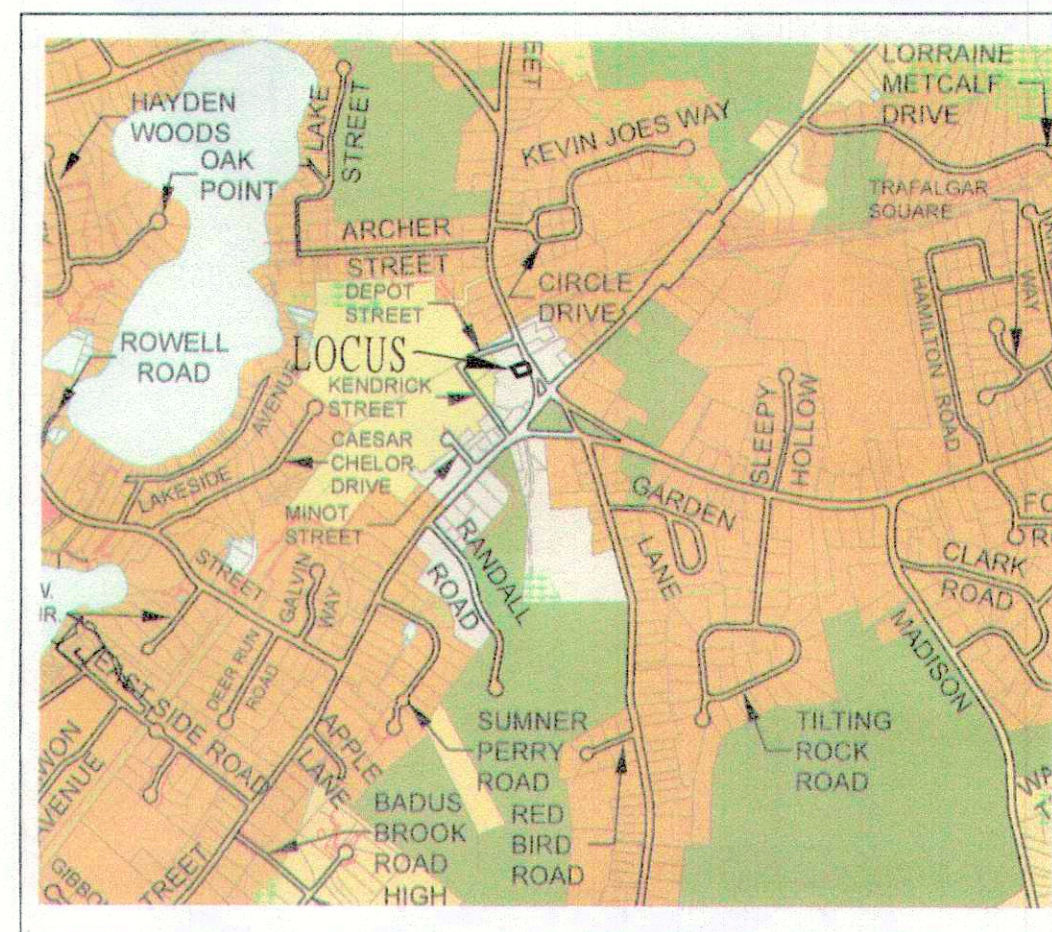 LORRAINE
METCALF
DRIVE
HAYDEN
WOODS
LAKE
STREET
OAK
POINT
KEVIN JOES WAY
TRAFALGAR
SQUARE
WAY
ARCHER
STREET
DEPOT
STREET
CIRCLE
DRIVE
HAMILTON ROAD
ROWELL
ROAD
LOCUS
KENDRICK
STREET
LAKESIDE
AVENUE
CAESAR
CHELOR
DRIVE
SLEEPY
HOLLOW
MINOT
STREET
GARDEN
LANE
RANDALL
ROAD
CLARK
ROAD
STREET
GALVIN
WAY
MADISON
DEER RUN
ROAD
EAST SIDE ROAD
APPLE
LANE
SUMNER
PERRY
ROAD
TILTING
ROCK
ROAD
AVENUE
BADUS
BROOK
ROAD
RED
BIRD
ROAD
HIGH